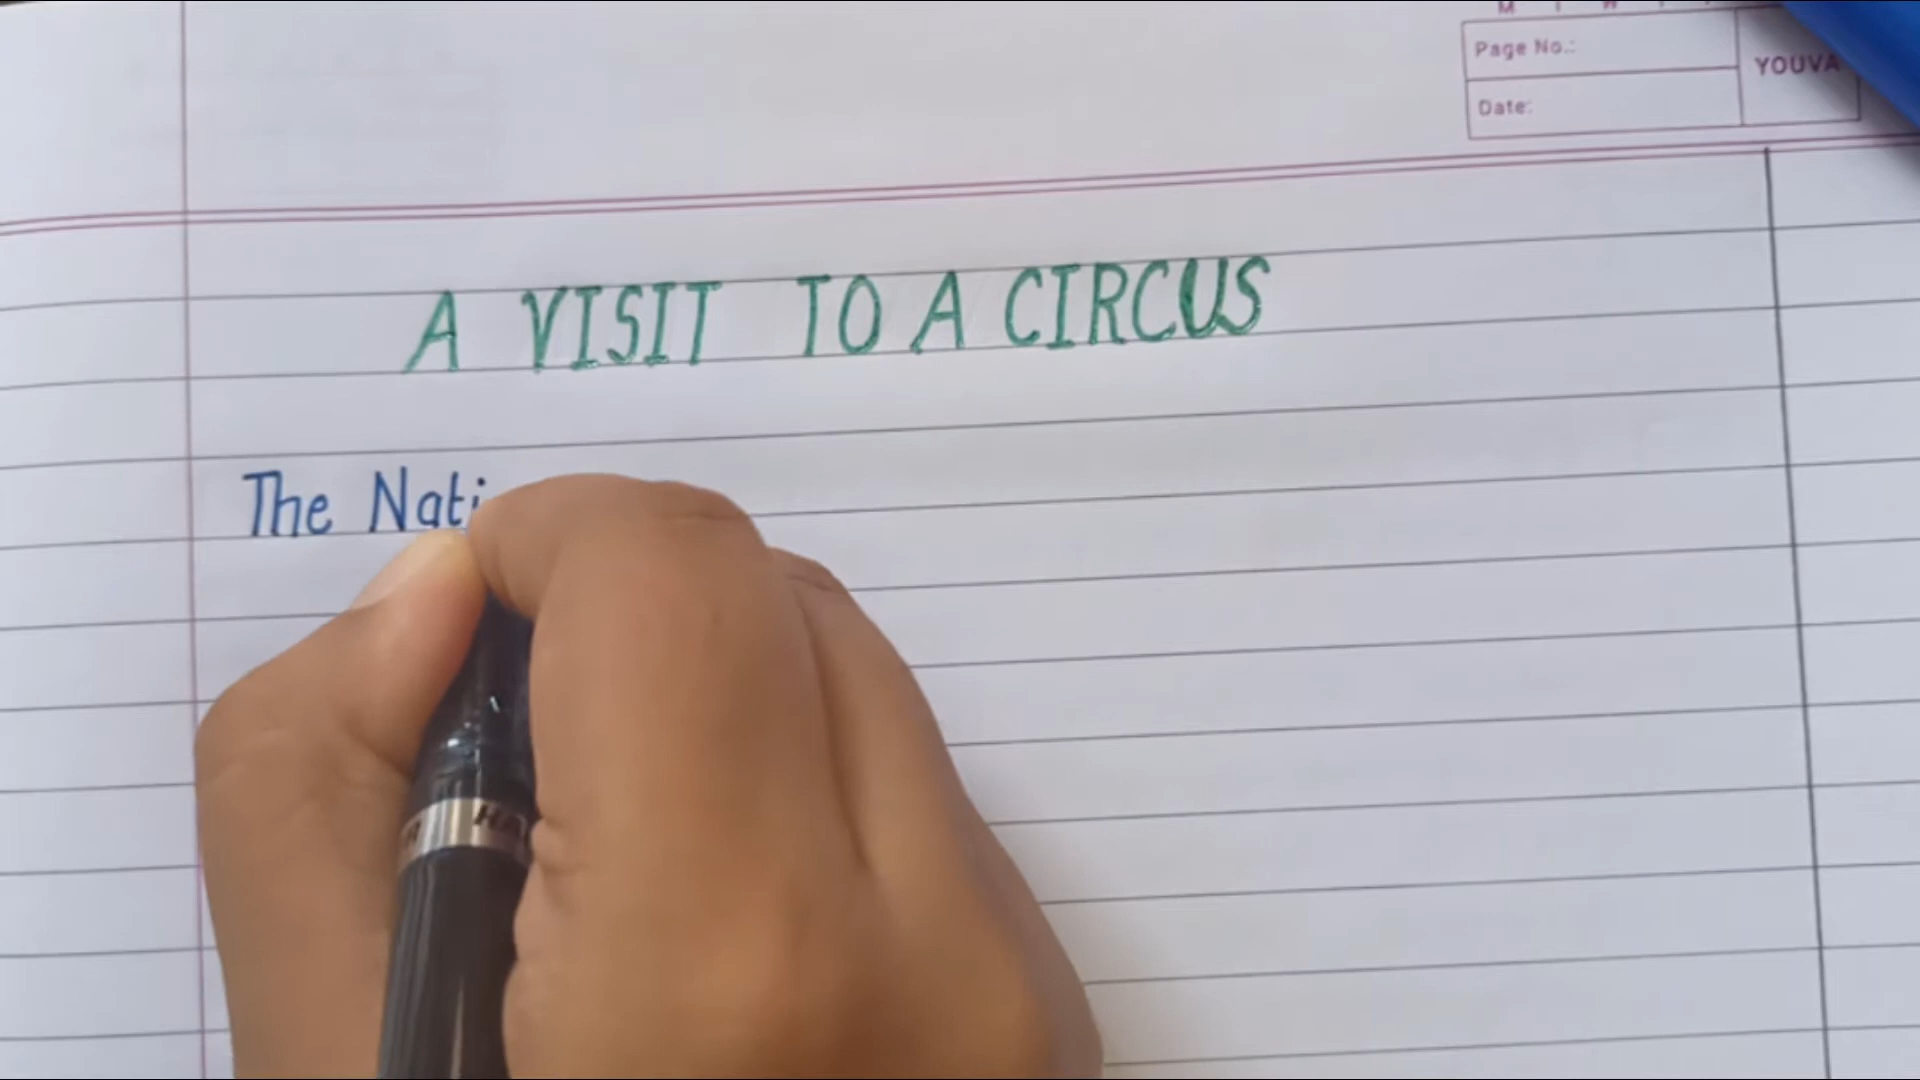 Page No.:
YOUVA
Date:
A VISIT TO A CIRCUS
The Nati